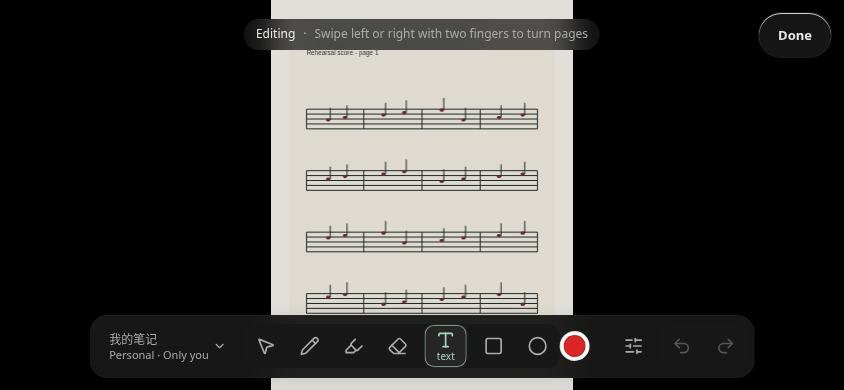 Editing · Swipe left or right with two fingers to turn pages
Done
Rehearsal score - page 1
我的笔记
Personal · Only you
text